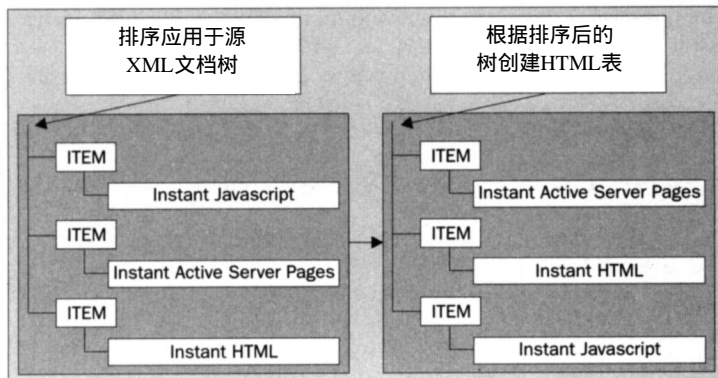 排序应用于源
XML文档树
根据排序后的
树创建HTML表
ITEM
Instant Javascript
ITEM
Instant Active Server Pages
ITEM
Instant HTML
ITEM
Instant Active Server Pages
ITEM
Instant HTML
ITEM
Instant Javascript